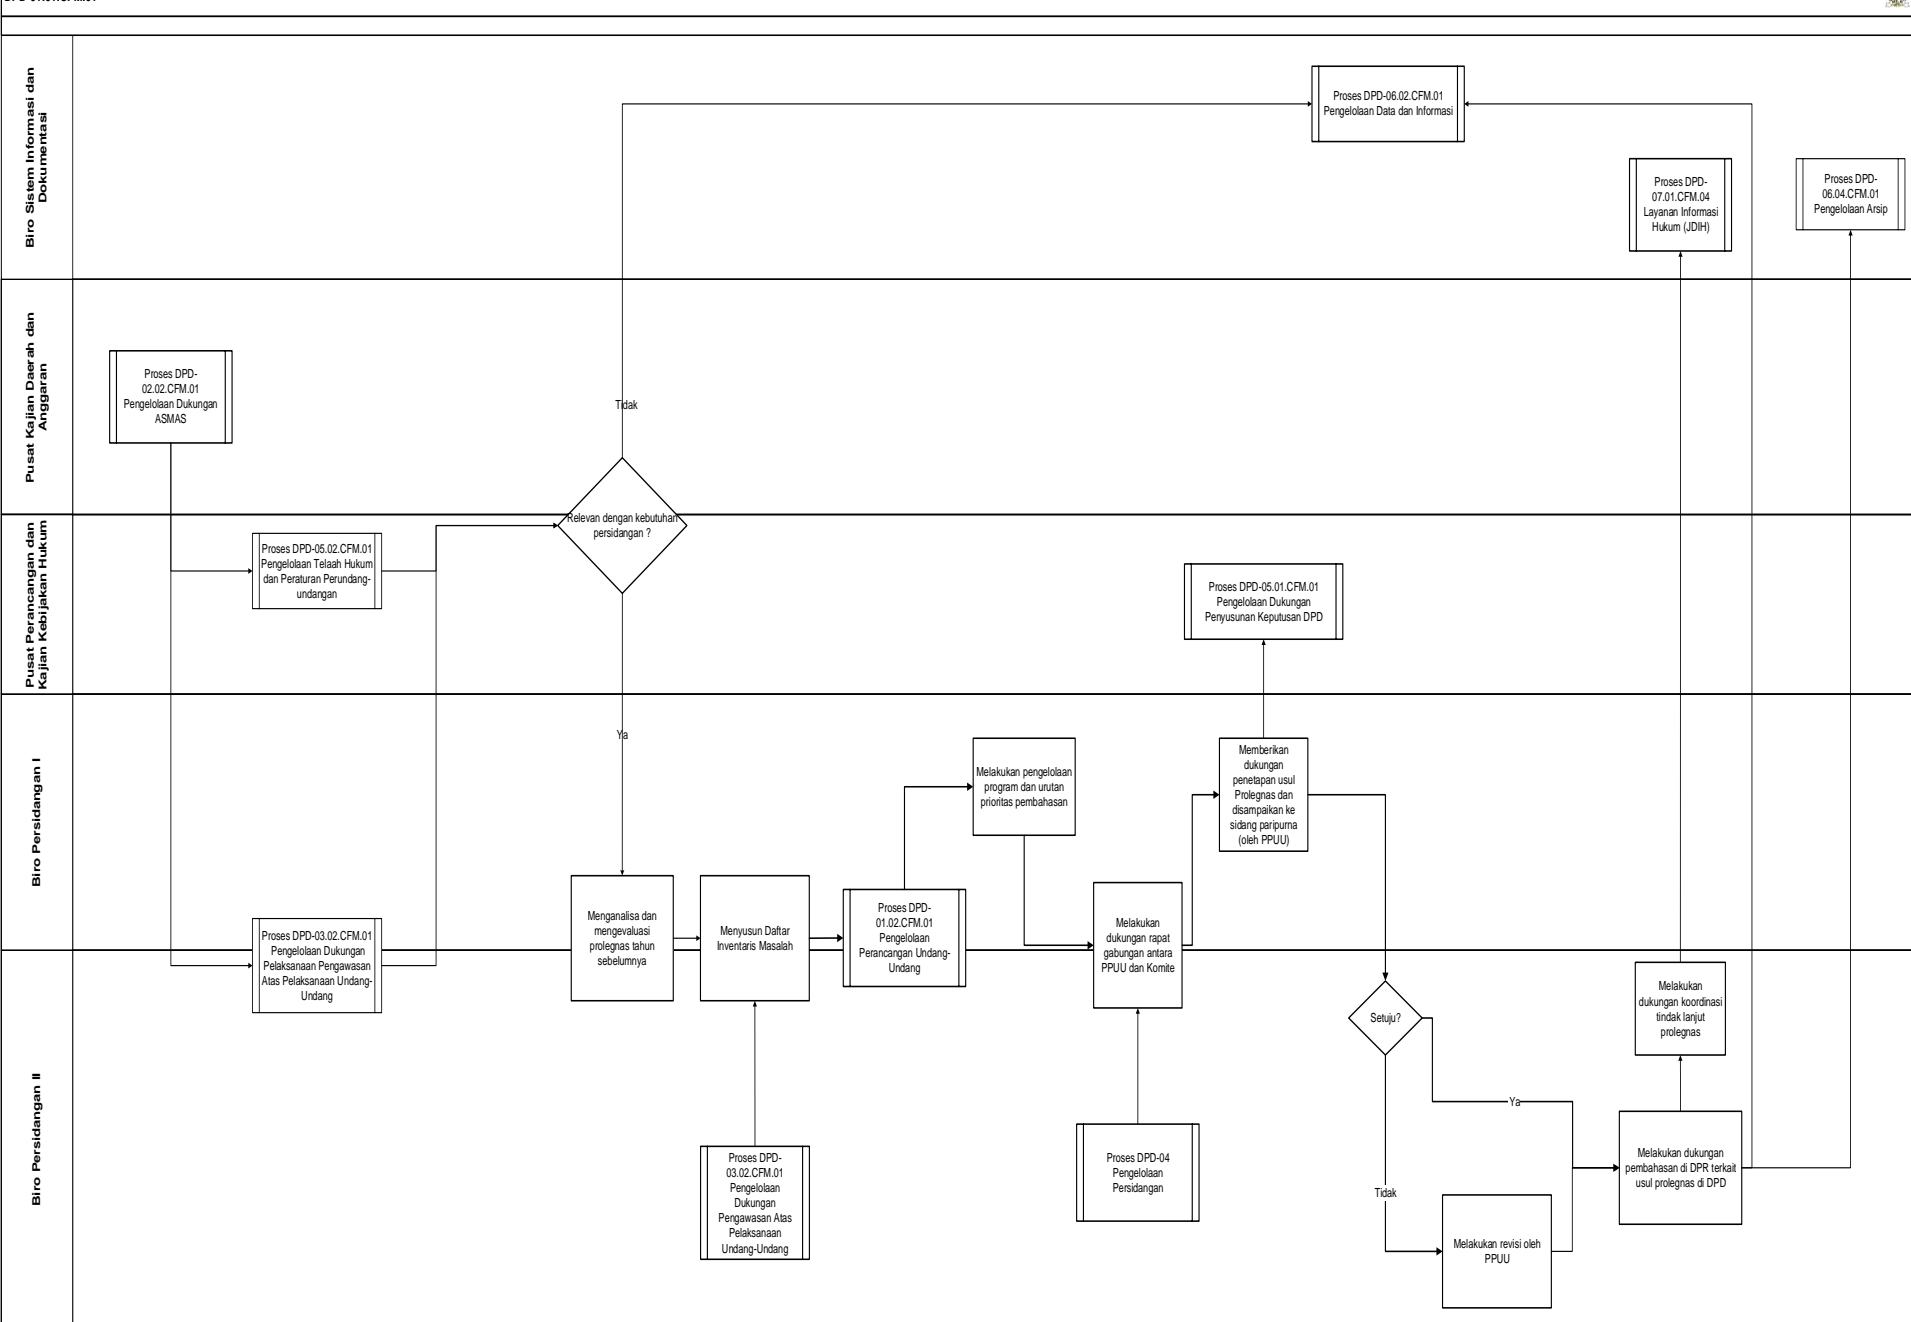 Biro Sistem Informasi dan
Dokumentasi
Proses DPD-06.02.CFM.01
Pengelolaan Data dan Informasi
Proses DPD-
07.01.CFM.04
Layanan Informasi
Hukum (JDIH)
Proses DPD-
06.04.CFM.01
Pengelolaan Arsip
Pusat Kajian Daerah dan
Anggaran
Proses DPD-
02.02.CFM.01
Pengelolaan Dukungan
ASMAS
Tidak
Relevan dengan kebutuhan
persidangan ?
Pusat Perancangan dan
Kajian Kebijakan Hukum
Proses DPD-05.02.CFM.01
Pengelolaan Telaah Hukum
dan Peraturan Perundang-
undangan
Proses DPD-05.01.CFM.01
Pengelolaan Dukungan
Penyusunan Keputusan DPD
Biro Persidangan I
Ya
Melakukan pengelolaan
program dan urutan
prioritas pembahasan
Memberikan
dukungan
penetapan usul
Prolegnas dan
disampaikan ke
sidang paripurna
(oleh PPUU)
Proses DPD-03.02.CFM.01
Pengelolaan Dukungan
Pelaksanaan Pengawasan
Atas Pelaksanaan Undang-
Undang
Menganalisa dan
mengevaluasi
prolegnas tahun
sebelumnya
Menyusun Daftar
Inventaris Masalah
Proses DPD-
01.02.CFM.01
Pengelolaan
Perancangan Undang-
Undang
Melakukan
dukungan rapat
gabungan antara
PPUU dan Komite
Biro Persidangan II
Setuju?
Melakukan
dukungan koordinasi
tindak lanjut
prolegnas
Ya
Proses DPD-
03.02.CFM.01
Pengelolaan
Dukungan
Pengawasan Atas
Pelaksanaan
Undang-Undang
Proses DPD-04
Pengelolaan
Persidangan
Tidak
Melakukan revisi oleh
PPUU
Melakukan dukungan
pembahasan di DPR terkait
usul prolegnas di DPD